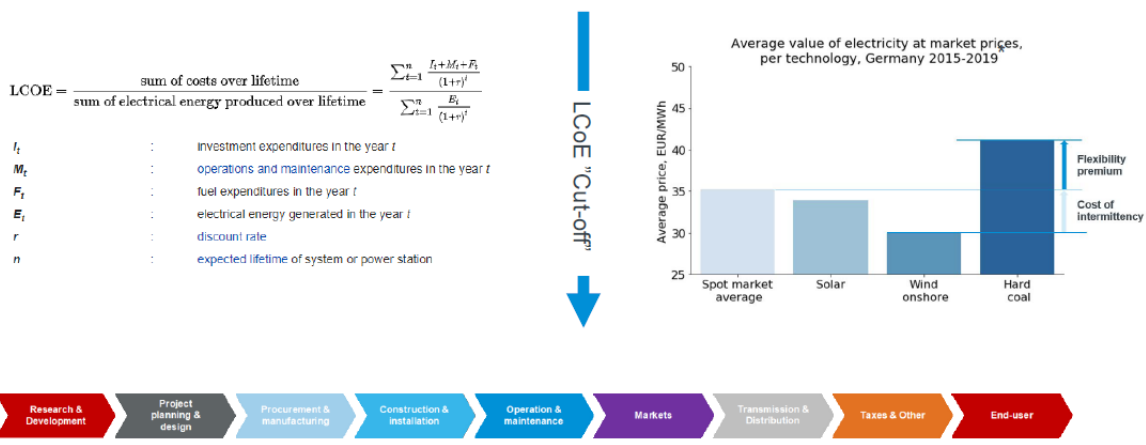 LCOE = sum of costs over lifetime / sum of electrical energy produced over lifetime = \frac{\sum_{t=1}^{n} \frac{I_t+M_t+F_t}{(1+r)^t}}{\sum_{t=1}^{n} \frac{E_t}{(1+r)^t}}
I_t : investment expenditures in the year t
M_t : operations and maintenance expenditures in the year t
F_t : fuel expenditures in the year t
E_t : electrical energy generated in the year t
r : discount rate
n : expected lifetime of system or power station
LCoE "Cut-off"
Average value of electricity at market prices,
per technology, Germany 2015-2019*
Average price, EUR/MWh
50
45
40
35
30
25
Spot market
average
Solar
Wind
onshore
Hard
coal
Flexibility
premium
Cost of
intermittency
Research &
Development
Project
planning &
design
Procurement &
manufacturing
Construction &
installation
Operation &
maintenance
Markets
Transmission &
Distribution
Taxes & Other
End-user